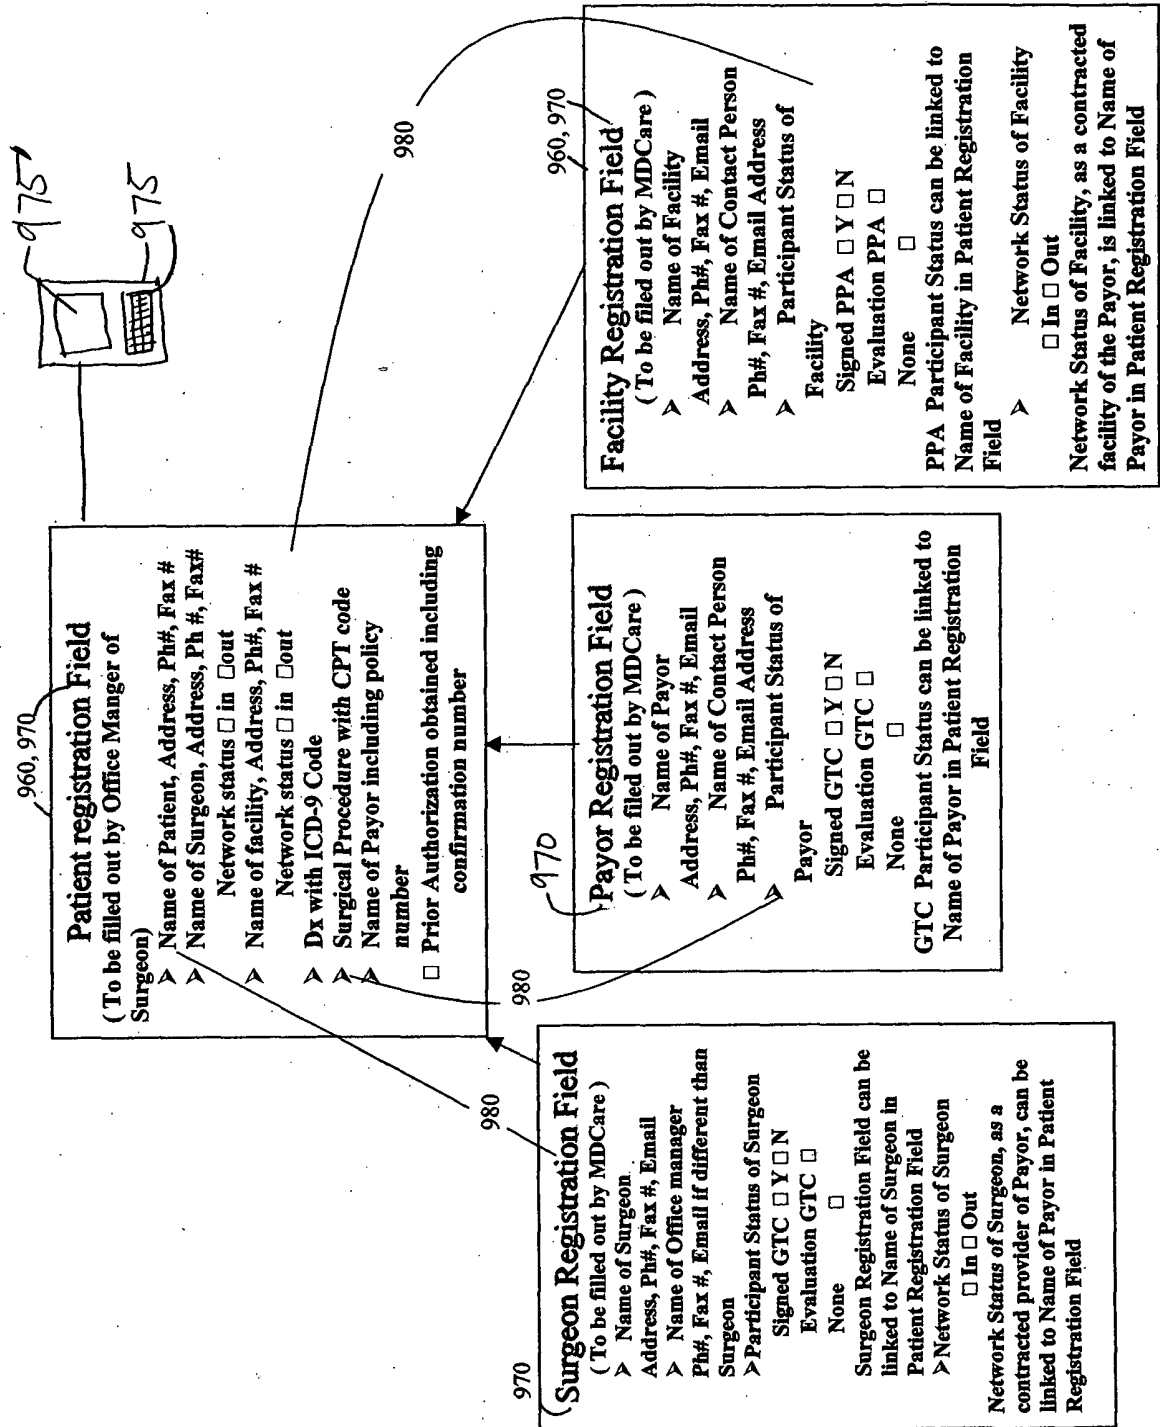 975
975
960, 970
Patient registration Field
( To be filled out by Office Manger of
Surgeon)
➢ Name of Patient, Address, Ph#, Fax #
➢ Name of Surgeon, Address, Ph #, Fax#
Network status □ in □out
➢ Name of facility, Address, Ph#, Fax #
Network status □ in □out
➢ Dx with ICD-9 Code
➢ Surgical Procedure with CPT code
➢ Name of Payor including policy
number
□ Prior Authorization obtained including
confirmation number
980
980
980
970
Surgeon Registration Field
( To be filled out by MDCare )
➢ Name of Surgeon
Address, Ph#, Fax #, Email
➢ Name of Office manager
Ph#, Fax #, Email if different than
Surgeon
➢Participant Status of Surgeon
Signed GTC □ Y □ N
Evaluation GTC □
None □
Surgeon Registration Field can be
linked to Name of Surgeon in
Patient Registration Field
➢Network Status of Surgeon
□ In □ Out
Network Status of Surgeon, as a
contracted provider of Payor, can be
linked to Name of Payor in Patient
Registration Field
970
Payor Registration Field
( To be filed out by MDCare )
➢ Name of Payor
Address, Ph#, Fax #, Email
➢ Name of Contact Person
Ph#, Fax #, Email Address
➢ Participant Status of
Payor
Signed GTC □ Y □ N
Evaluation GTC □
None □
GTC Participant Status can be linked to
Name of Payor in Patient Registration
Field
960, 970
Facility Registration Field
( To be filed out by MDCare )
➢ Name of Facility
Address, Ph#, Fax #, Email
➢ Name of Contact Person
Ph#, Fax #, Email Address
➢ Participant Status of
Facility
Signed PPA □ Y □ N
Evaluation PPA □
None □
PPA Participant Status can be linked to
Name of Facility in Patient Registration
Field
➢ Network Status of Facility
□ In □ Out
Network Status of Facility, as a contracted
facility of the Payor, is linked to Name of
Payor in Patient Registration Field